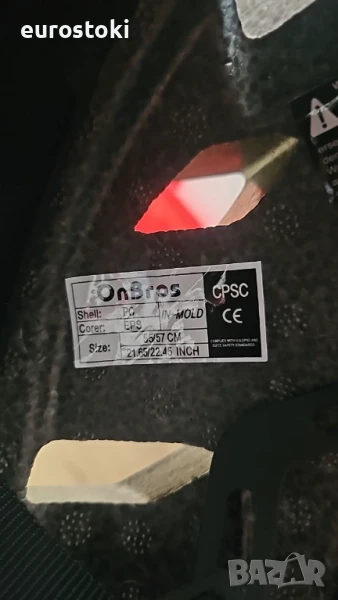 eurostoki
OnBros
CPSC
Shell: PC
IN-MOLD
CE
Corer: EPS
Size: 55/57 CM
21.65/22.45 INCH
BAZAR